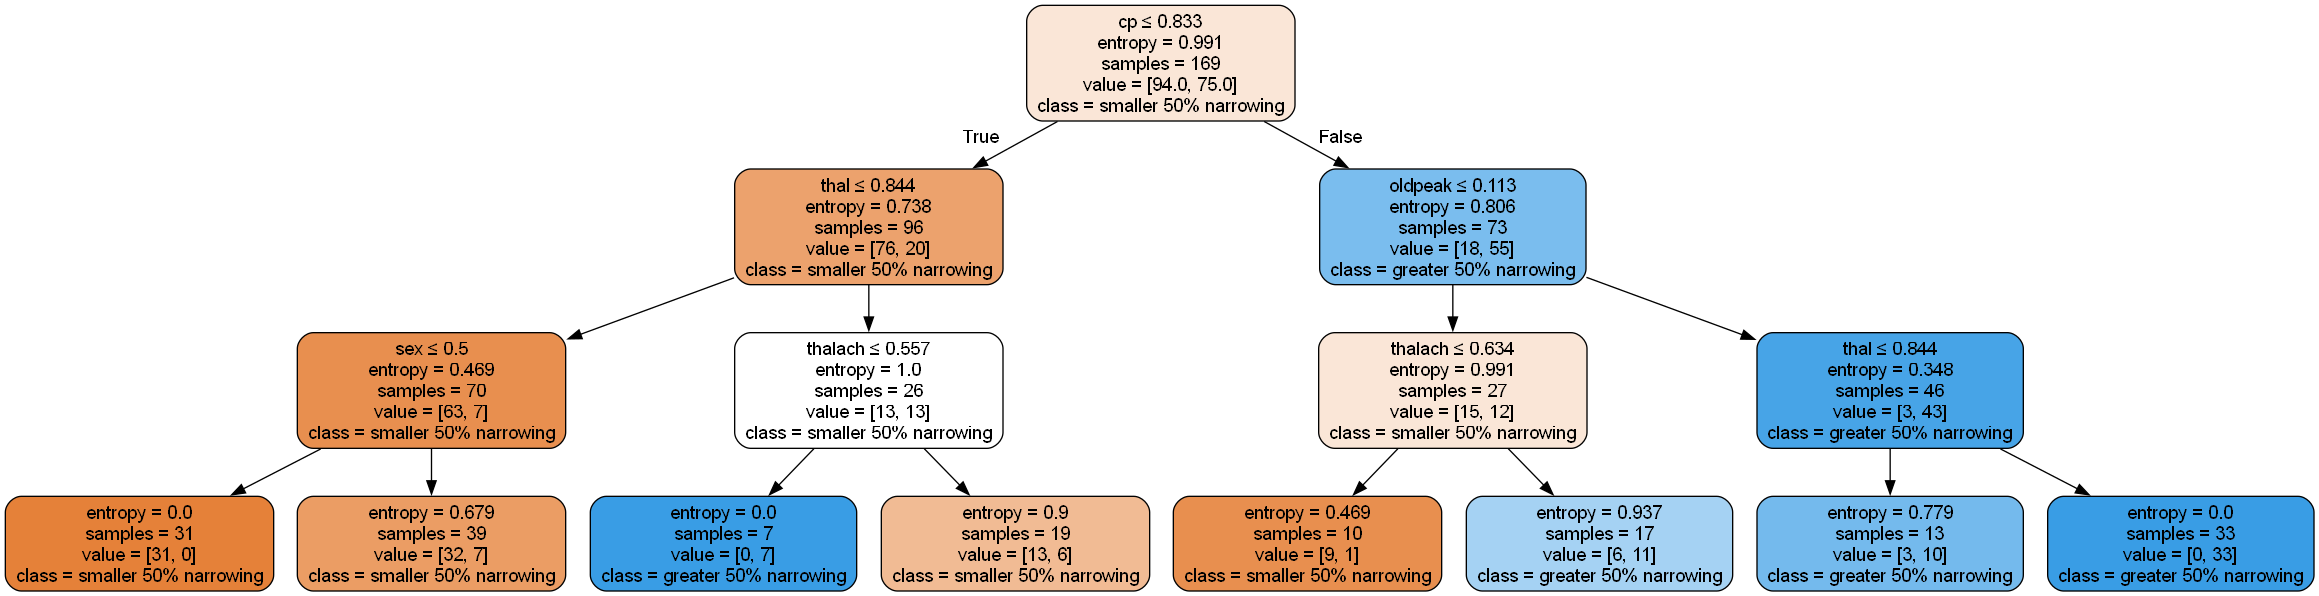 cp ≤ 0.833
entropy = 0.991
samples = 169
value = [94.0, 75.0]
class = smaller 50% narrowing
True
False
thal ≤ 0.844
entropy = 0.738
samples = 96
value = [76, 20]
class = smaller 50% narrowing
oldpeak ≤ 0.113
entropy = 0.806
samples = 73
value = [18, 55]
class = greater 50% narrowing
sex ≤ 0.5
entropy = 0.469
samples = 70
value = [63, 7]
class = smaller 50% narrowing
thalach ≤ 0.557
entropy = 1.0
samples = 26
value = [13, 13]
class = smaller 50% narrowing
thalach ≤ 0.634
entropy = 0.991
samples = 27
value = [15, 12]
class = smaller 50% narrowing
thal ≤ 0.844
entropy = 0.348
samples = 46
value = [3, 43]
class = greater 50% narrowing
entropy = 0.0
samples = 31
value = [31, 0]
class = smaller 50% narrowing
entropy = 0.679
samples = 39
value = [32, 7]
class = smaller 50% narrowing
entropy = 0.0
samples = 7
value = [0, 7]
class = greater 50% narrowing
entropy = 0.9
samples = 19
value = [13, 6]
class = smaller 50% narrowing
entropy = 0.469
samples = 10
value = [9, 1]
class = smaller 50% narrowing
entropy = 0.937
samples = 17
value = [6, 11]
class = greater 50% narrowing
entropy = 0.779
samples = 13
value = [3, 10]
class = greater 50% narrowing
entropy = 0.0
samples = 33
value = [0, 33]
class = greater 50% narrowing